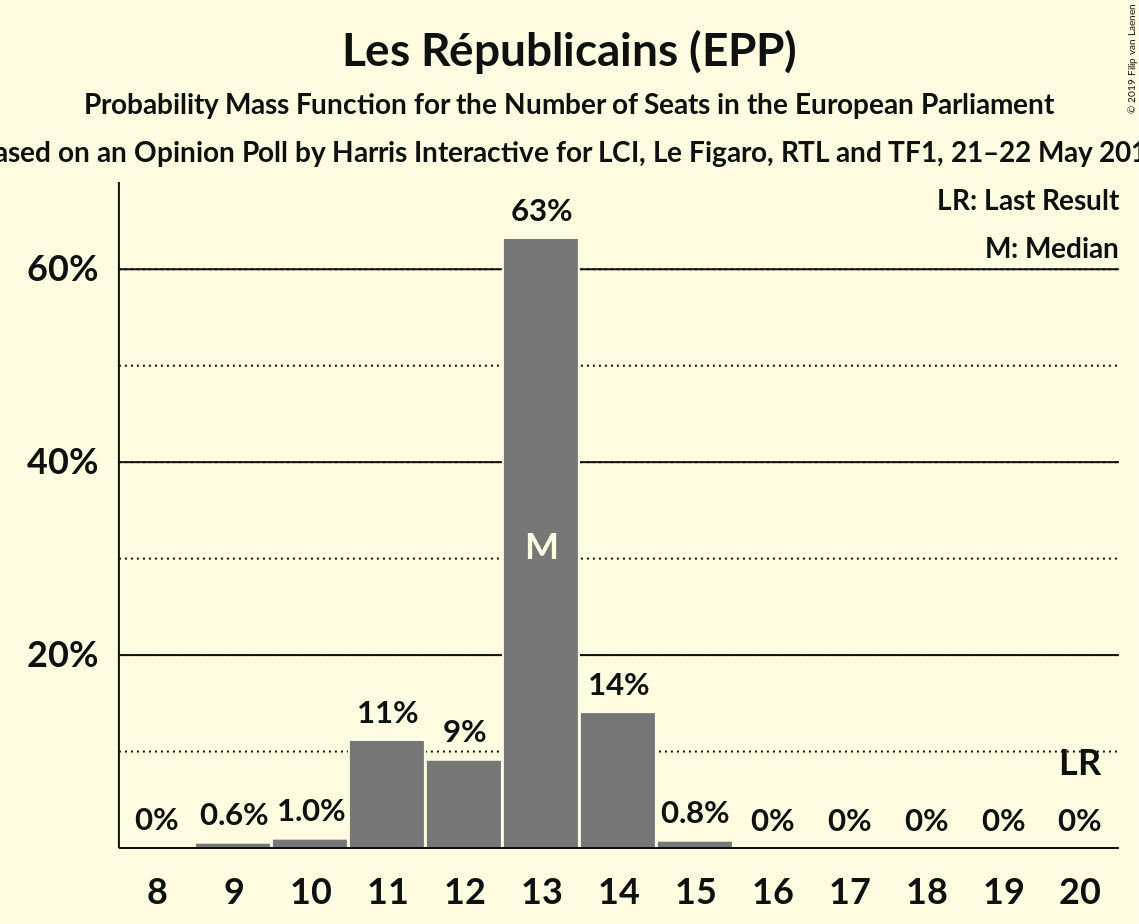 Les Républicains (EPP)
Probability Mass Function for the Number of Seats in the European Parliament
ased on an Opinion Poll by Harris Interactive for LCI, Le Figaro, RTL and TF1, 21–22 May 201
© 2019 Filip van Laenen
LR: Last Result
M: Median
60%
40%
20%
0% 0.6% 1.0% 11% 9% 63% 14% 0.8% 0% 0% 0% 0% 0%
M
LR
8 9 10 11 12 13 14 15 16 17 18 19 20